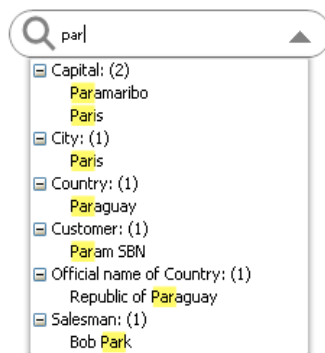 par
Capital: (2)
Paramaribo
Paris
City: (1)
Paris
Country: (1)
Paraguay
Customer: (1)
Param SBN
Official name of Country: (1)
Republic of Paraguay
Salesman: (1)
Bob Park